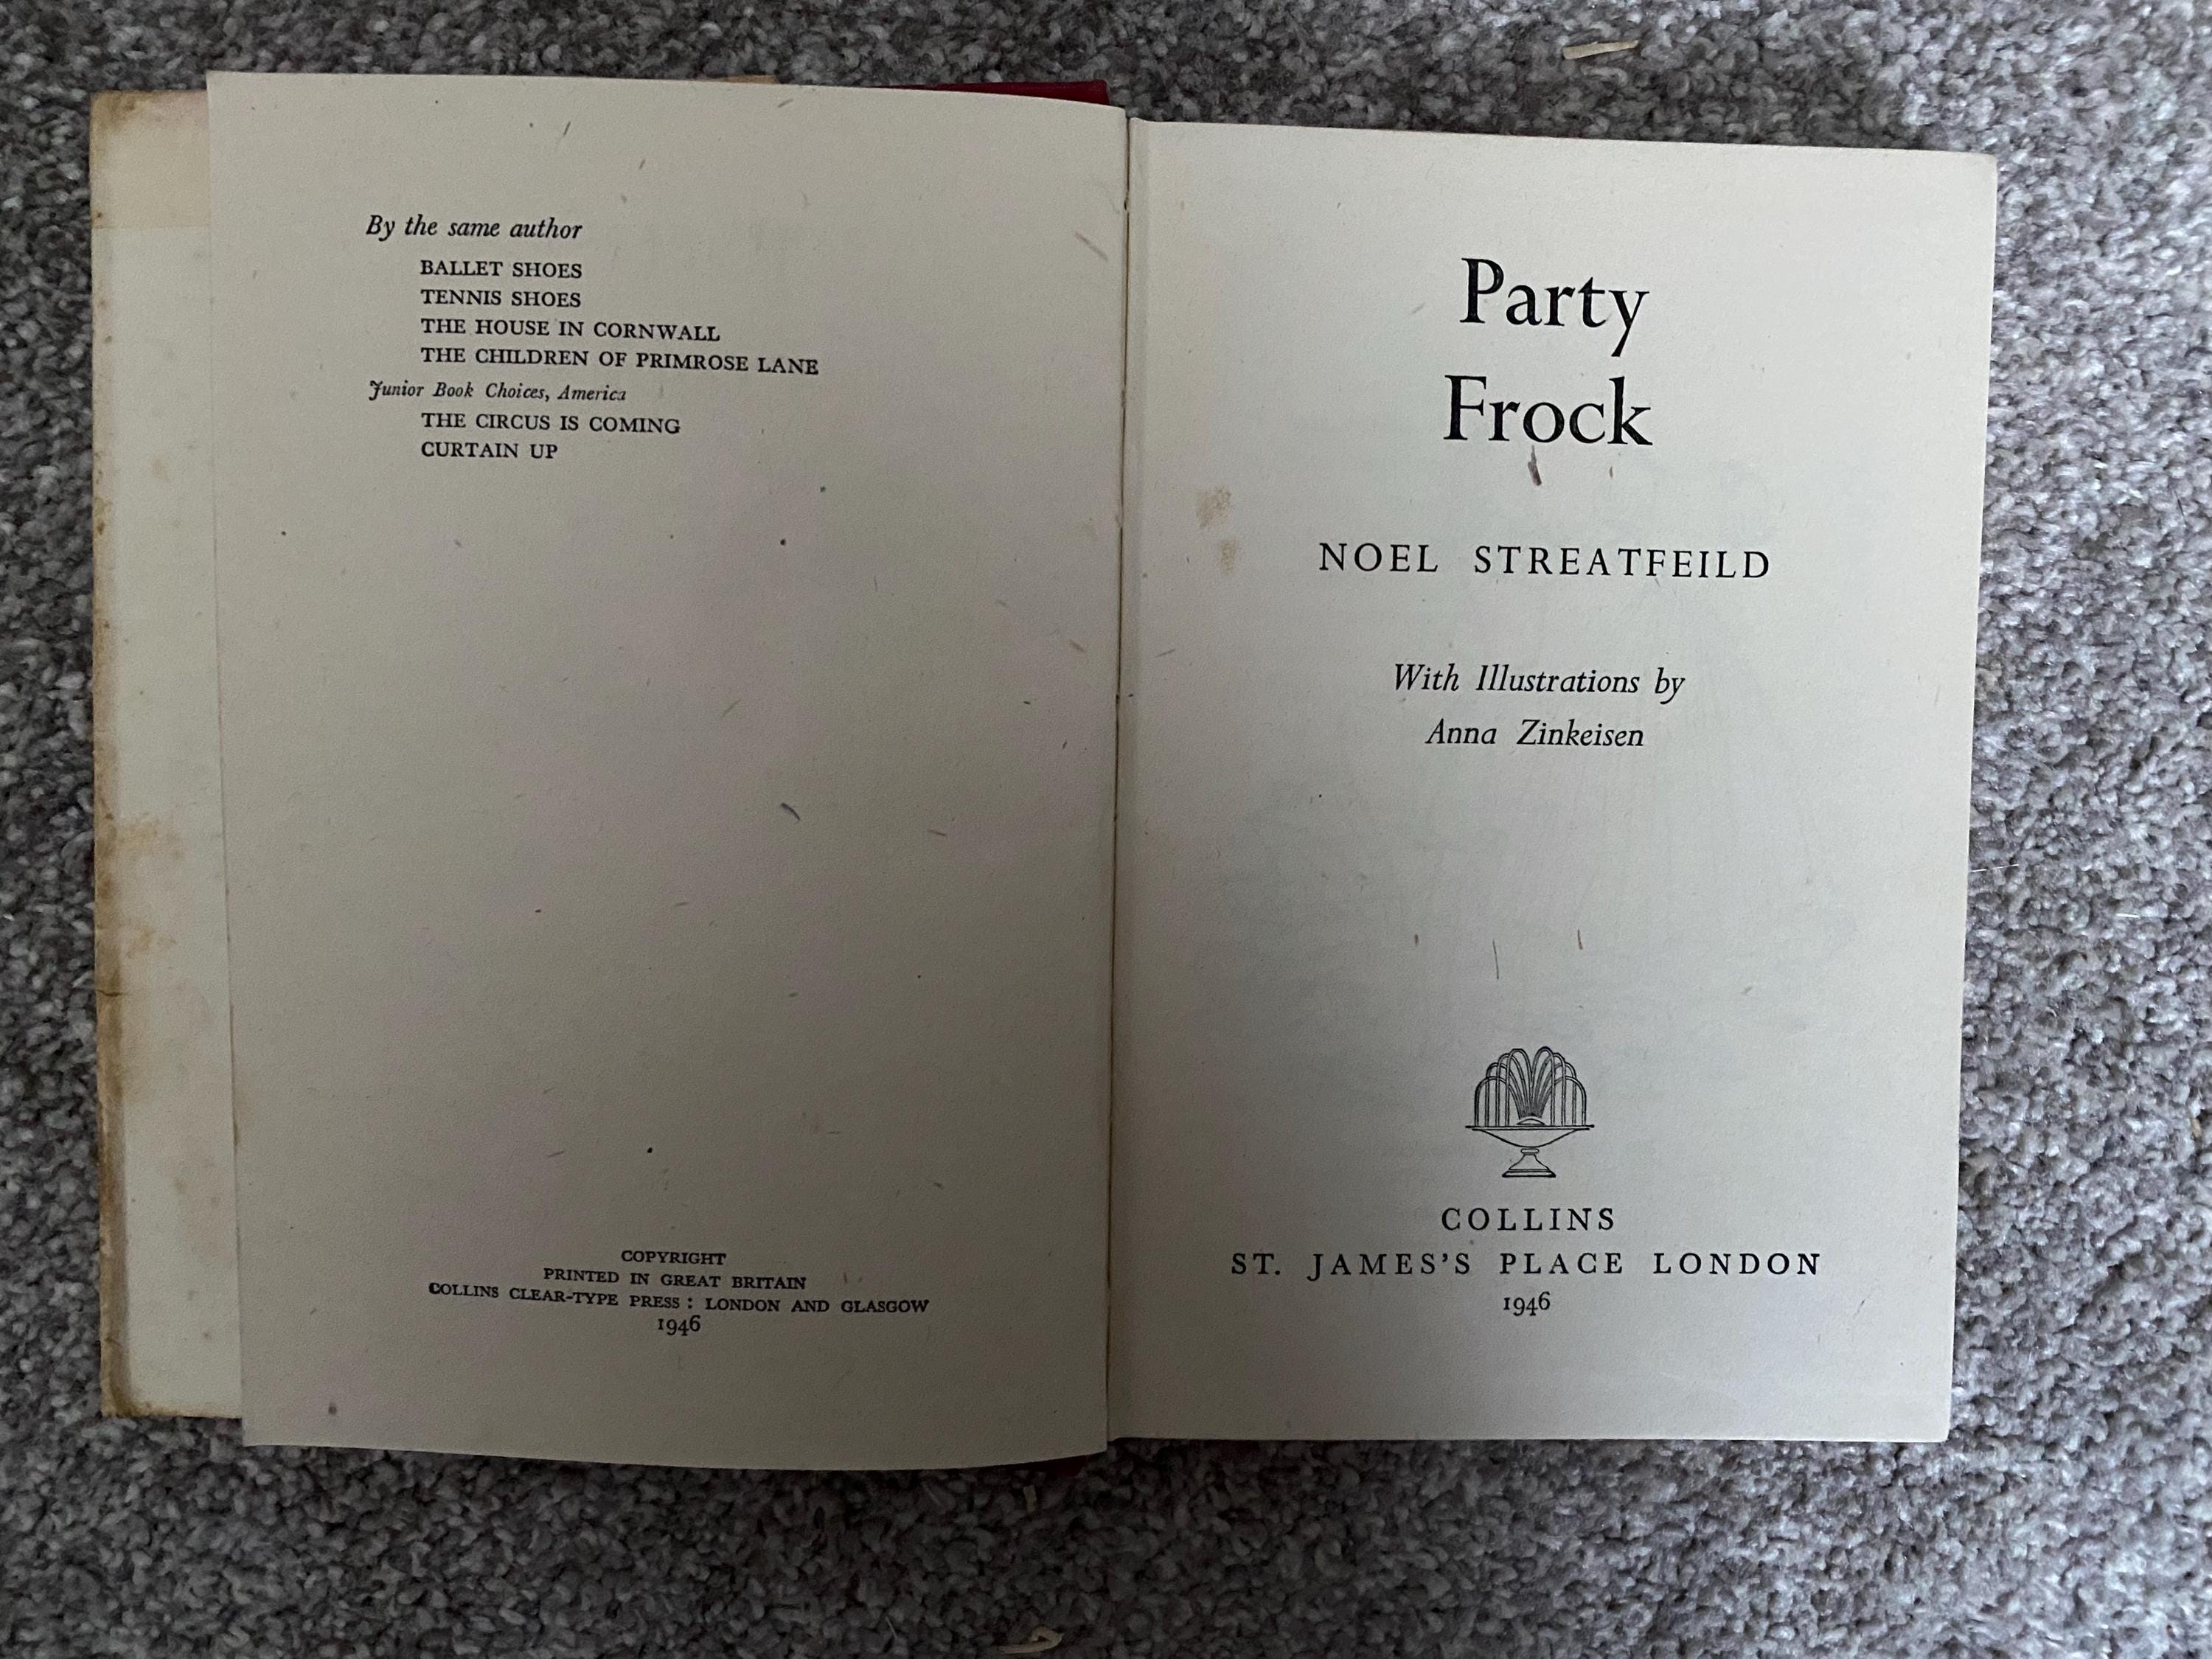 By the same author
BALLET SHOES
TENNIS SHOES
THE HOUSE IN CORNWALL
THE CHILDREN OF PRIMROSE LANE
Junior Book Choices, America
THE CIRCUS IS COMING
CURTAIN UP
COPYRIGHT
PRINTED IN GREAT BRITAIN
COLLINS CLEAR-TYPE PRESS : LONDON AND GLASGOW
1946
Party
Frock
NOEL STREATFEILD
With Illustrations by
Anna Zinkeisen
COLLINS
ST. JAMES'S PLACE LONDON
1946